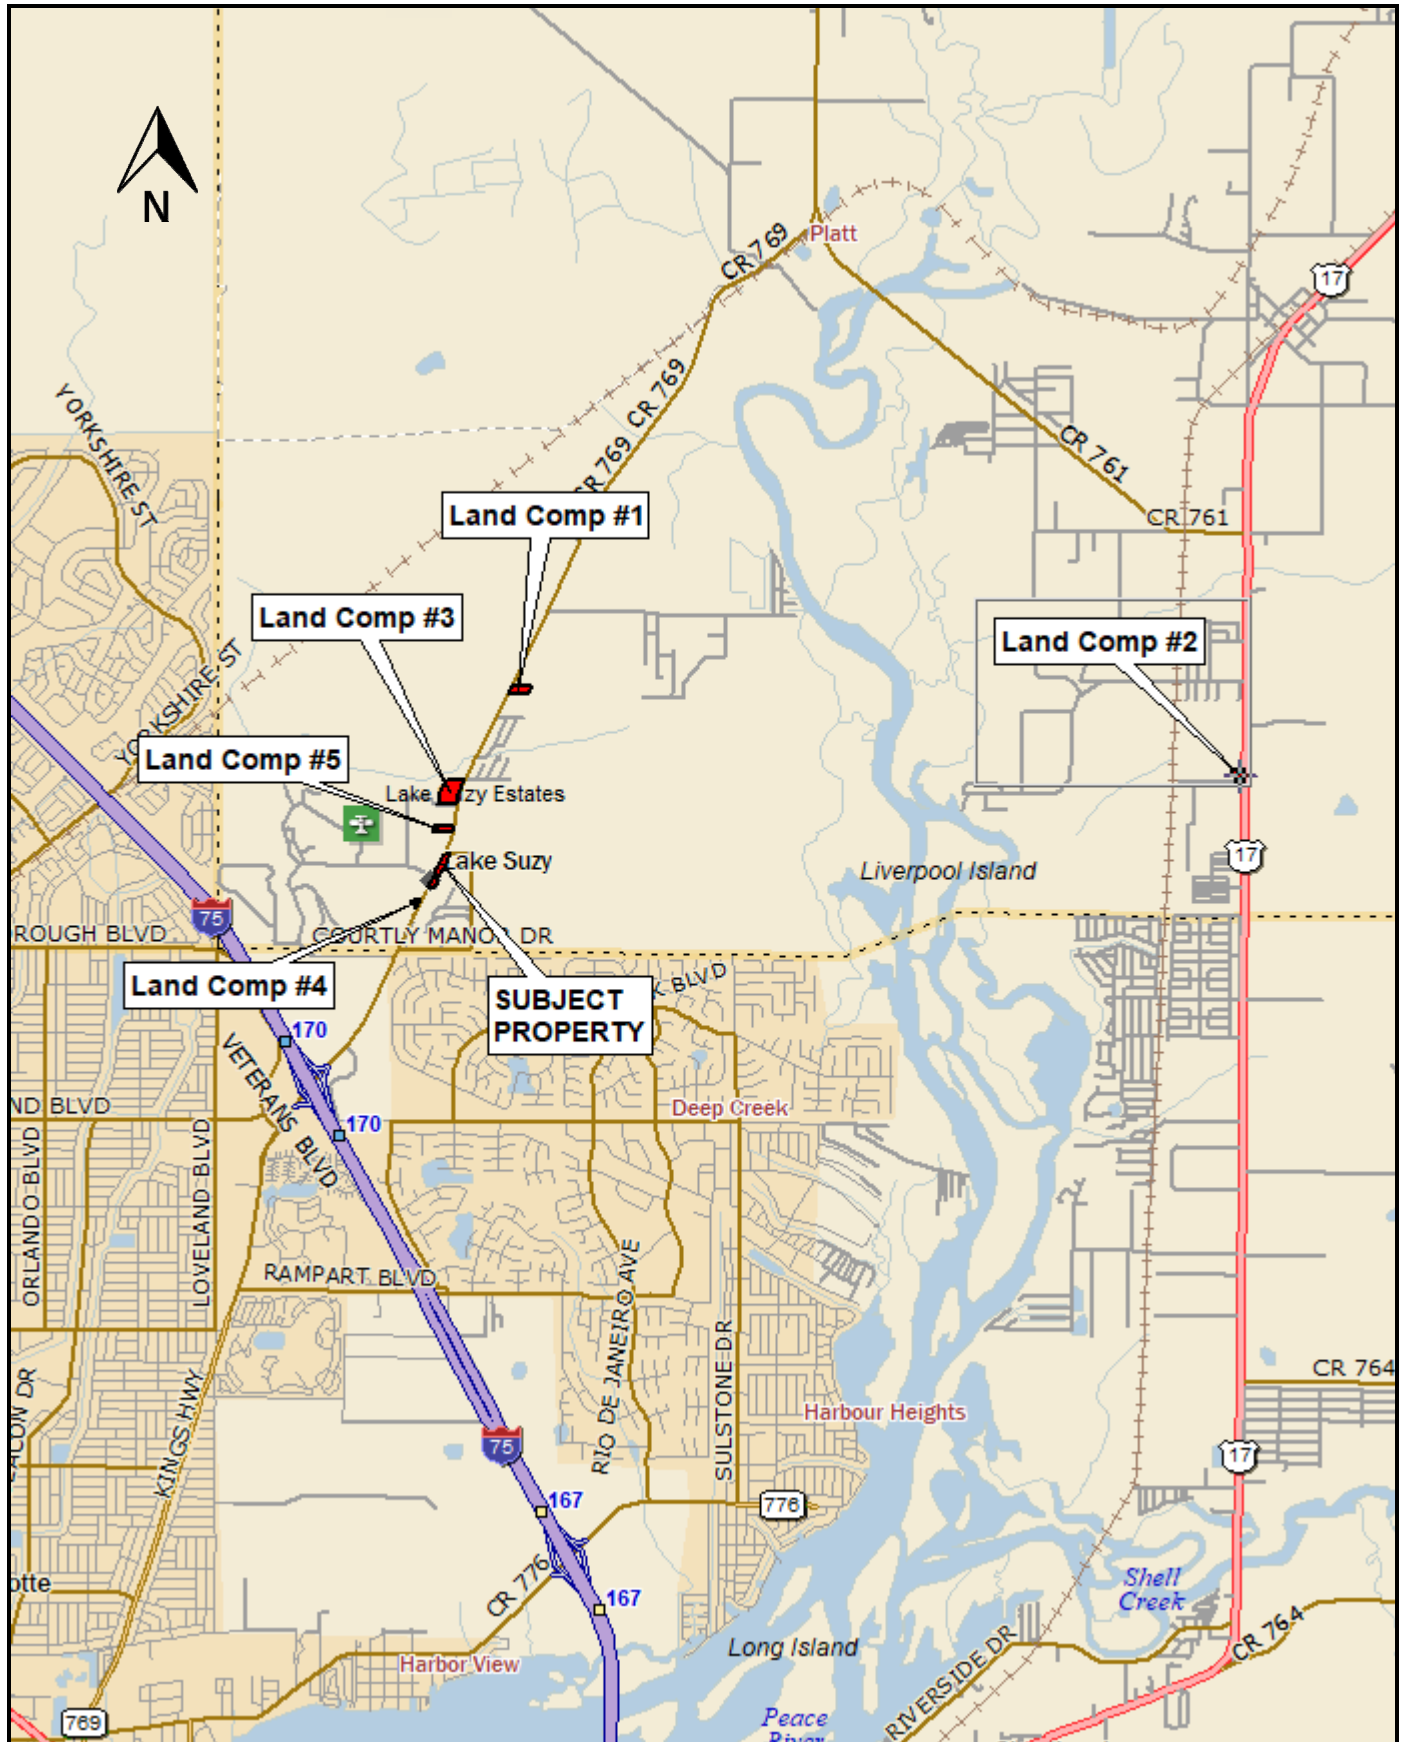 N
CR 769
Platt
17
CR 769
YORKSHIRE ST
CR 769
CR 761
Land Comp #1
CR 761
Land Comp #3
Land Comp #2
YORKSHIRE ST
Land Comp #5
Lake
zy Estates
17
Lake Suzy
Liverpool Island
75
ROUGH BLVD
COURTLY MANOR DR
Land Comp #4
K BLVD
SUBJECT
PROPERTY
170
VETERANS BLVD
ND BLVD
Deep Creek
170
ORLANDO BLVD
LOVELAND BLVD
RAMPART BLVD
RIO DE JANEIRO AVE
SULSTONE DR
CR 764
KINGS HWY
Harbour Heights
75
17
167
776
CR 776
otte
167
Shell
Creek
Long Island
CR 764
Harbor View
RIVERSIDE DR
769
Peace
River